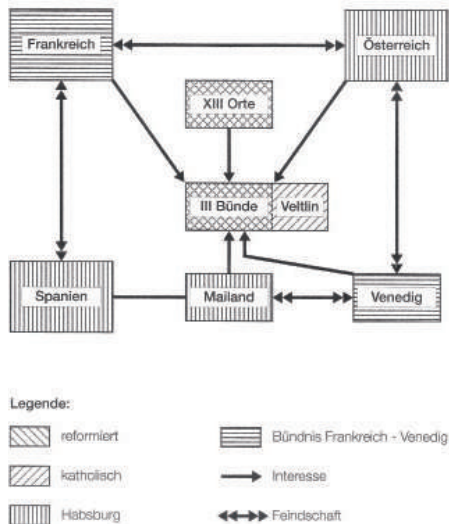 Frankreich
Österreich
XIII Orte
III Bünde
Veltlin
Spanien
Mailand
Venedig
Legende:
reformiert
Bündnis Frankreich - Venedig
katholisch
Interesse
Habsburg
Feindschaft